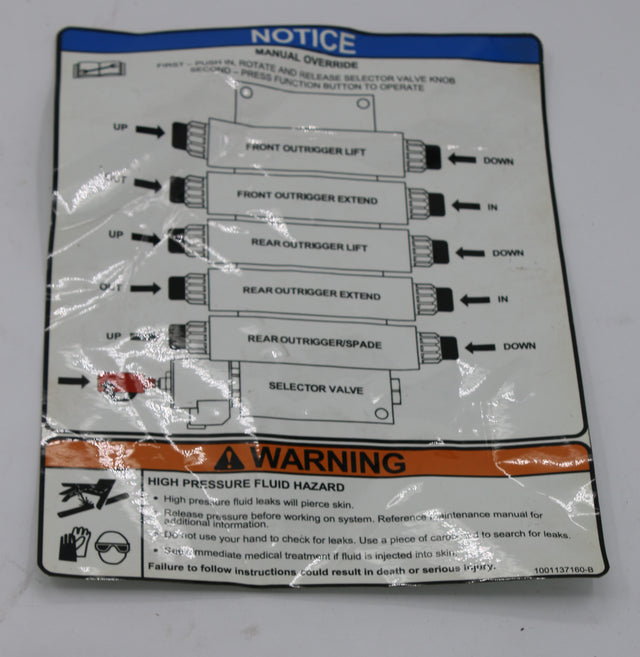 NOTICE
MANUAL OVERRIDE
FIRST – PUSH IN, ROTATE AND RELEASE SELECTOR VALVE KNOB
SECOND – PRESS FUNCTION BUTTON TO OPERATE
UP FRONT OUTRIGGER LIFT DOWN
OUT FRONT OUTRIGGER EXTEND IN
UP REAR OUTRIGGER LIFT DOWN
OUT REAR OUTRIGGER EXTEND IN
UP REAR OUTRIGGER/SPADE DOWN
SELECTOR VALVE
WARNING
HIGH PRESSURE FLUID HAZARD
• High pressure fluid leaks will pierce skin.
• Release pressure before working on system. Reference maintenance manual for
additional information.
• Do not use your hand to check for leaks. Use a piece of cardboard to search for leaks.
• Seek immediate medical treatment if fluid is injected into skin.
Failure to follow instructions could result in death or serious injury.
1001137160-B